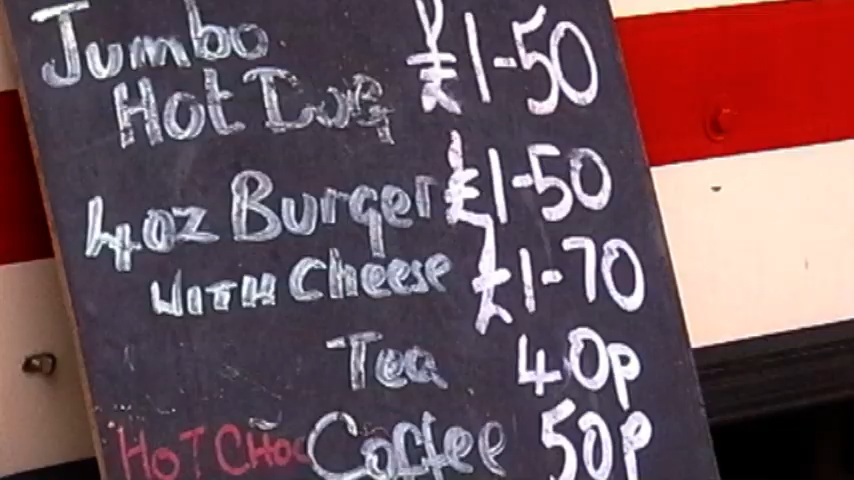 Jumbo £1-50
Hot Dog
4oz Burger £1-50
WITH Cheese £1-70
Tea 40p
HOT CHOC Coffee 50p